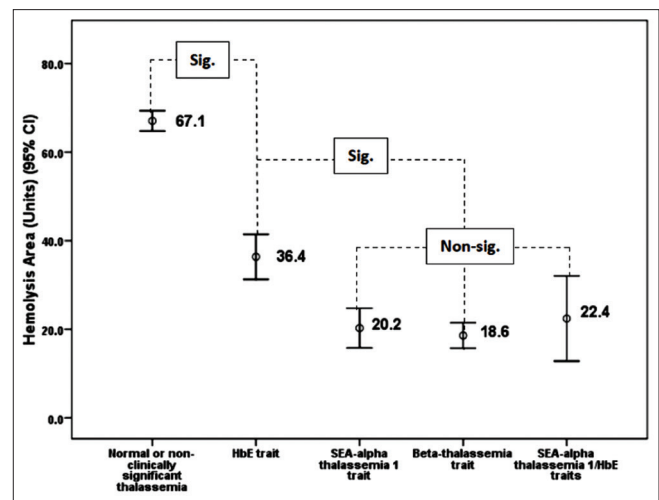 Hemolysis Area (Units) (95% CI)
80.0
60.0
40.0
20.0
0.0
Sig.
Sig.
Non-sig.
67.1
36.4
20.2
18.6
22.4
Normal or non-
clinically
significant
thalassemia
HbE trait
SEA-alpha
thalassemia 1
trait
Beta-thalassemia
trait
SEA-alpha
thalassemia 1/HbE
traits